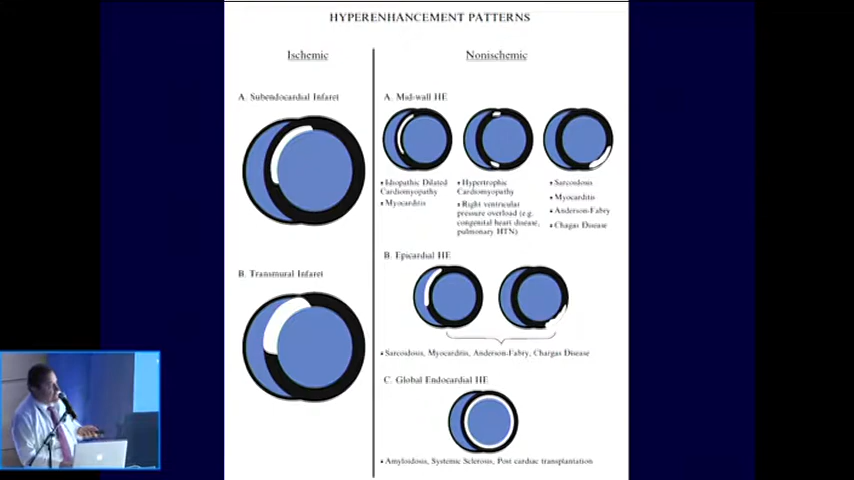 HYPERENHANCEMENT PATTERNS
Ischemic
A. Subendocardial Infarct
B. Transmural Infarct
Nonischemic
A. Mid-wall HE
Idiopathic Dilated
Cardiomyopathy
Myocarditis
Hypertrophic
Cardiomyopathy
Right ventricular
pressure overload (e.g.
congenital heart disease,
pulmonary HTN)
Sarcoidosis
Myocarditis
Anderson-Fabry
Chagas Disease
B. Epicardial HE
Sarcoidosis, Myocarditis, Anderson-Fabry, Chargas Disease
C. Global Endocardial HE
Amyloidosis, Systemic Sclerosis, Post cardiac transplantation